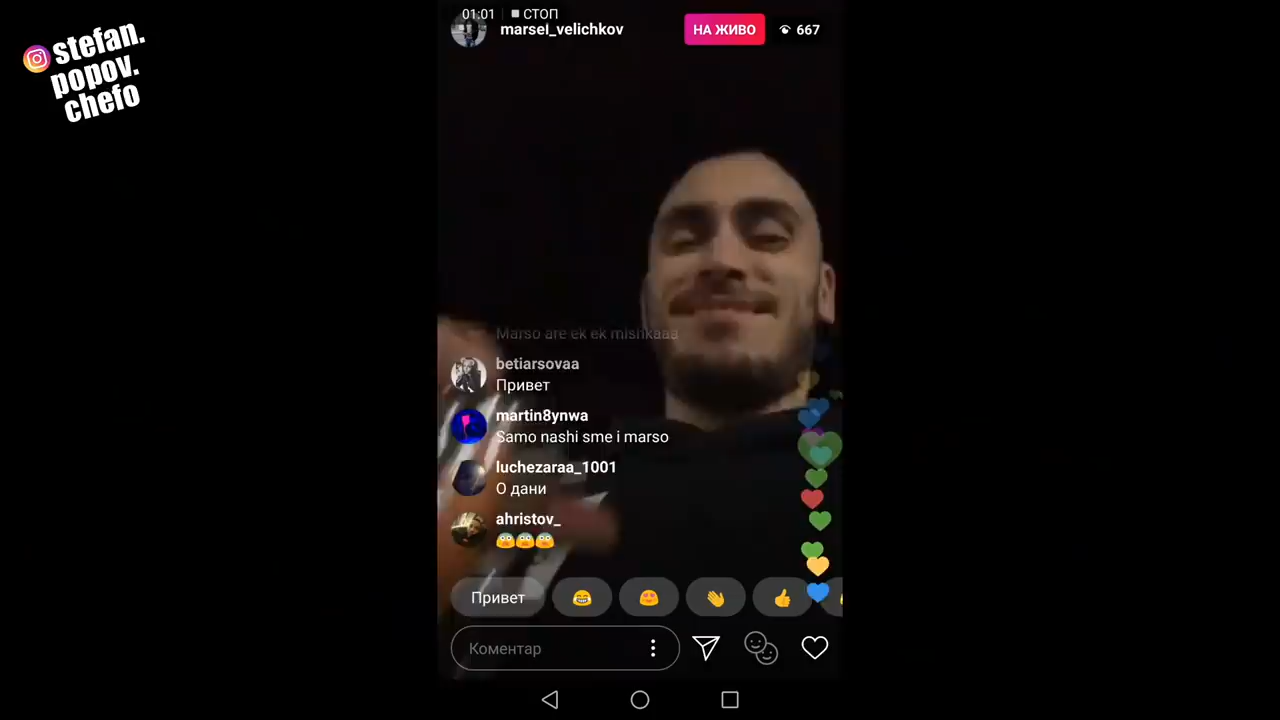 stefan.
popov.
chefo
01:01 СТОП
marsel_velichkov НА ЖИВО 667
Marso are ek ek mishkaaa
betiarsovaa
Привет
martin8ynwa
Samo nashi sme i marso
luchezaraa_1001
О дани
ahristov_
😨😨😨
Привет 😂 😍 👋 👍
Коментар